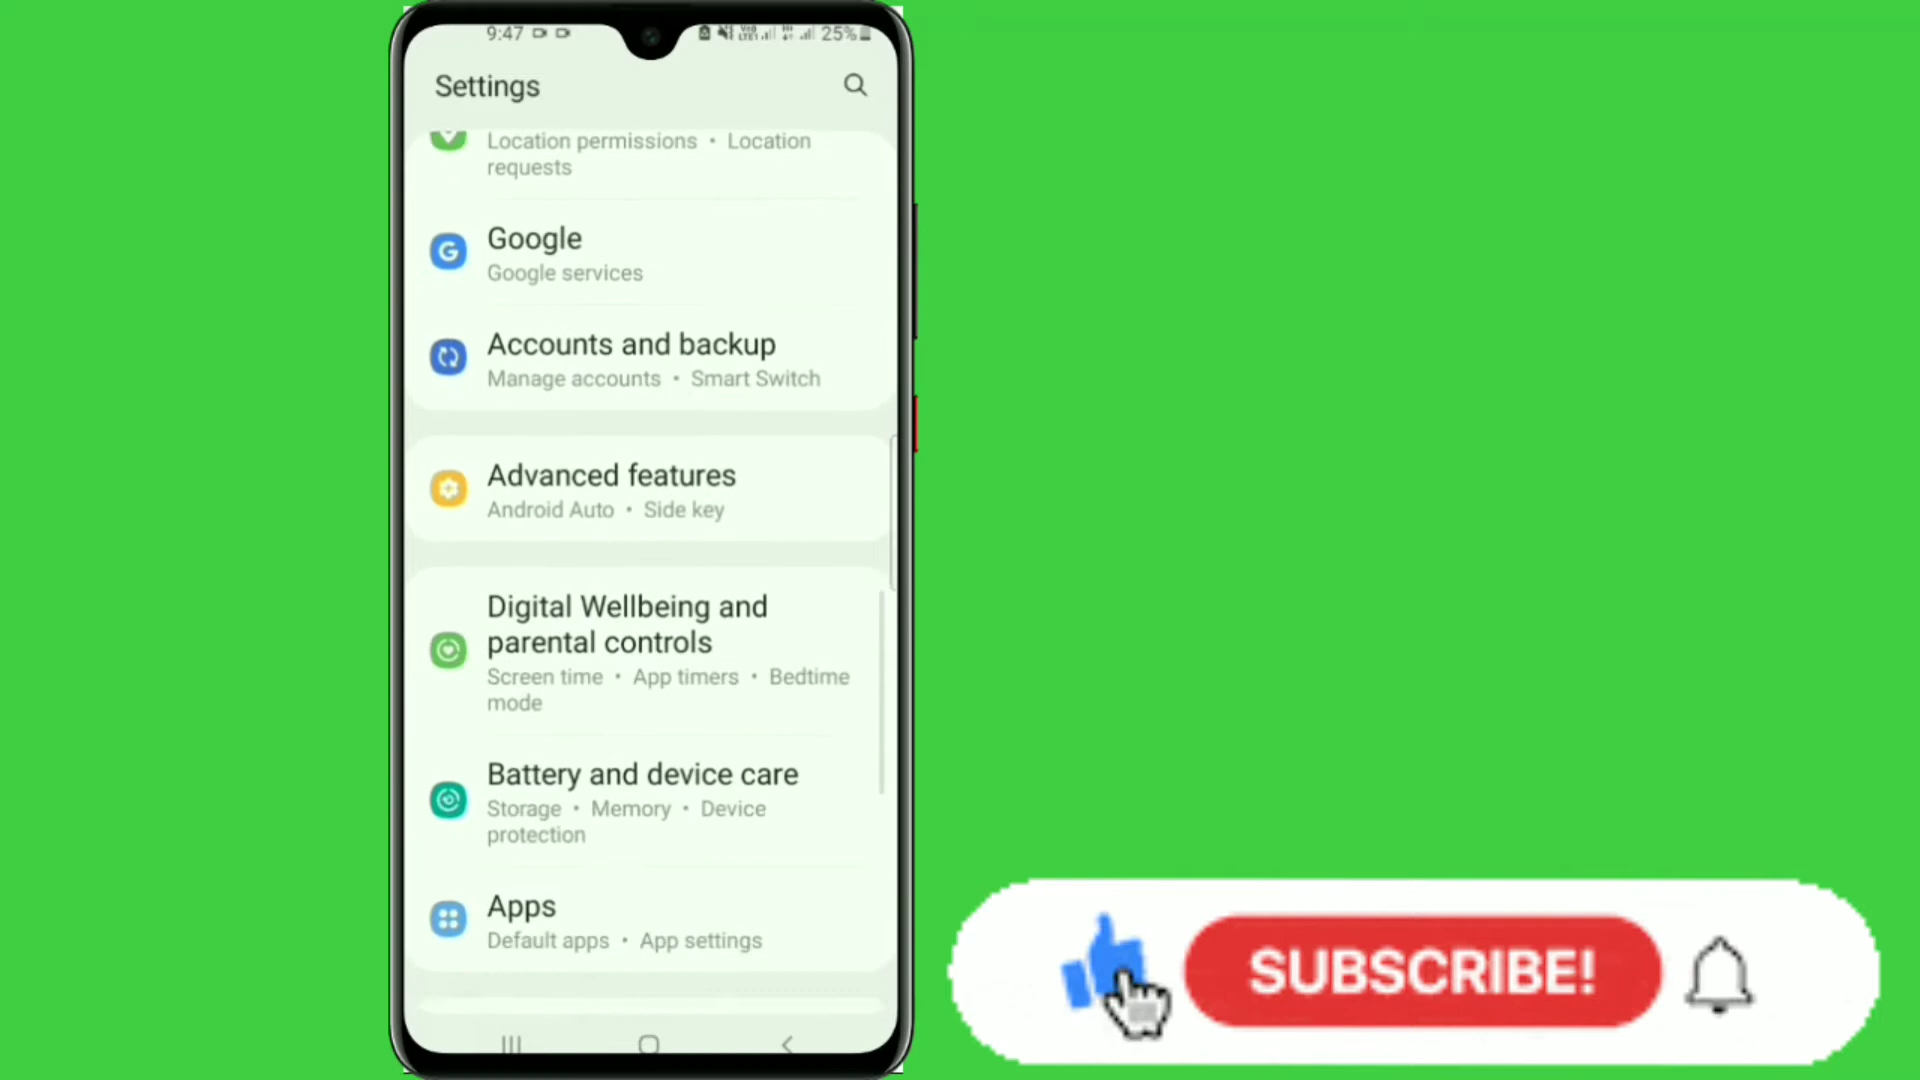 9:47
25%
Settings
Location permissions • Location
requests
Google
Google services
Accounts and backup
Manage accounts • Smart Switch
Advanced features
Android Auto • Side key
Digital Wellbeing and
parental controls
Screen time • App timers • Bedtime
mode
Battery and device care
Storage • Memory • Device
protection
Apps
Default apps • App settings
SUBSCRIBE!